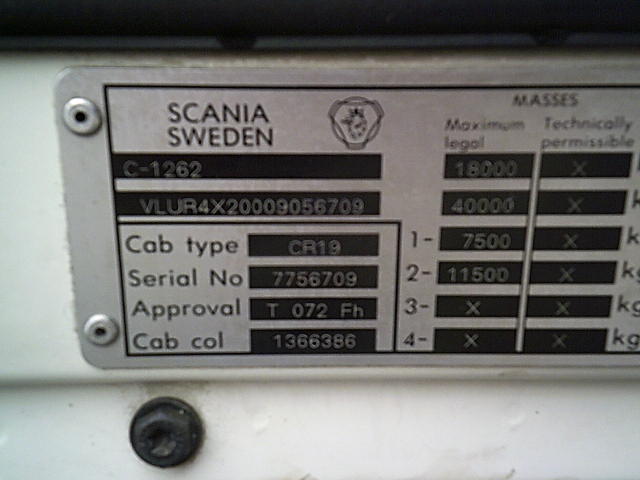 MASSES
SCANIA
SWEDEN
Maximum legal
Technically permissible
C-1262 18000 X
VLUR4X20009056709 40000 X
Cab type CR19 1- 7500 X k
Serial No 7756709 2- 11500 X kg
Approval T 072 Fh 3- X X kg
Cab col 1366386 4- X X kg